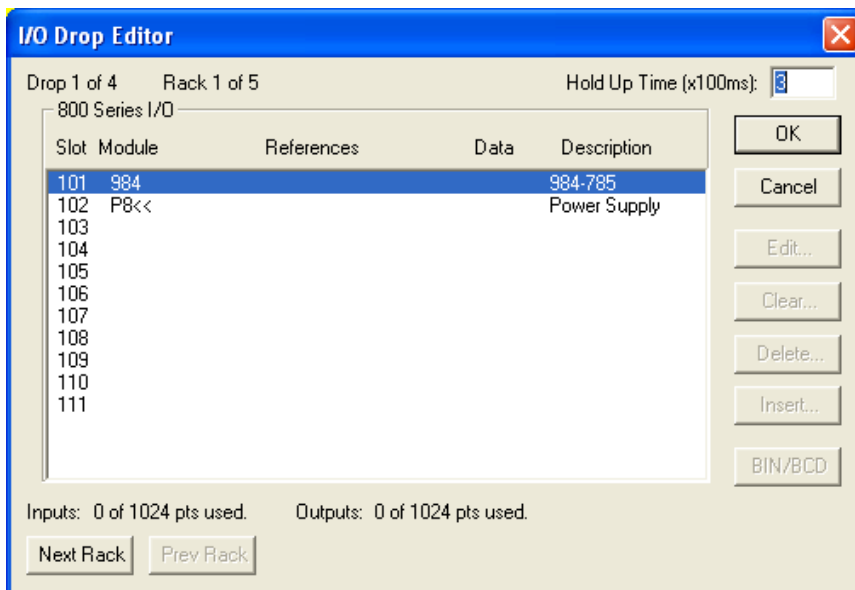 I/O Drop Editor
Drop 1 of 4 Rack 1 of 5 Hold Up Time (x100ms): 3
800 Series I/O
Slot Module References Data Description
101 984 984-785
102 P8<< Power Supply
103
104
105
106
107
108
109
110
111
OK
Cancel
Edit...
Clear...
Delete...
Insert...
BIN/BCD
Inputs: 0 of 1024 pts used. Outputs: 0 of 1024 pts used.
Next Rack Prev Rack